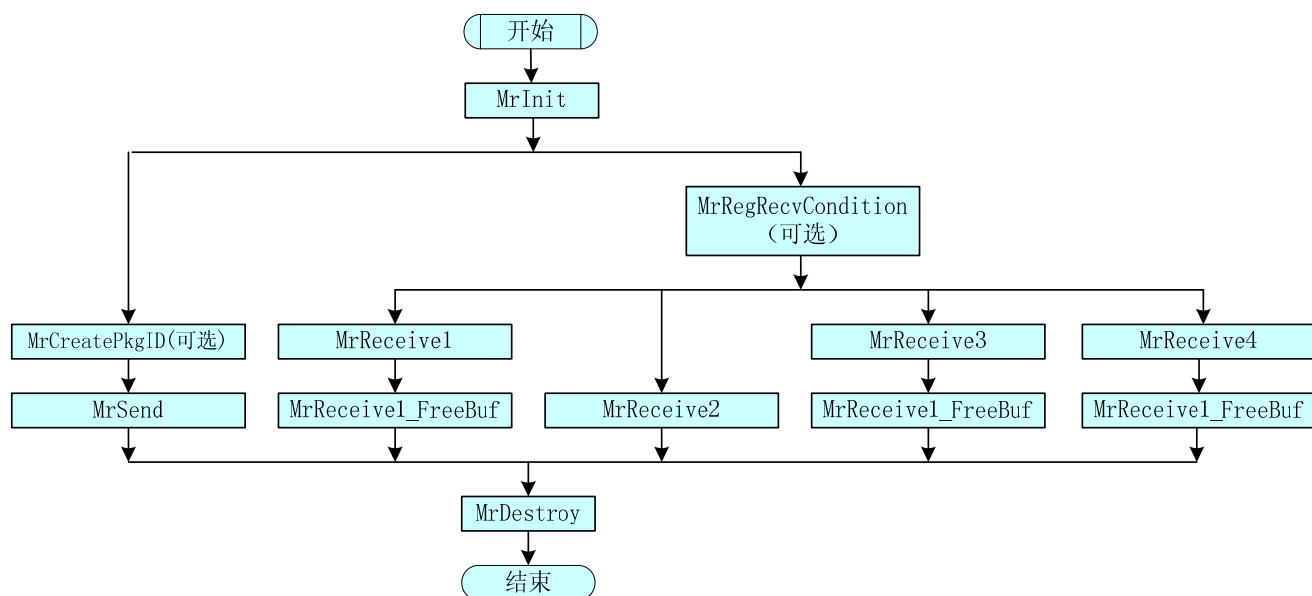 开始
MrInit
MrRegRecvCondition
（可选）
MrCreatePkgID(可选)
MrReceive1
MrReceive3
MrReceive4
MrSend
MrReceive1_FreeBuf
MrReceive2
MrReceive1_FreeBuf
MrReceive1_FreeBuf
MrDestroy
结束